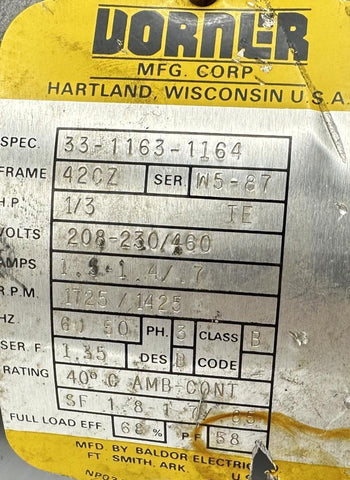 DORNER
MFG. CORP.
HARTLAND, WISCONSIN U.S.A.
SPEC. 33-1163-1164
FRAME 42CZ SER. W5-87
H.P. 1/3 TE
VOLTS 208-230/460
AMPS 1.4/.7
R.P.M. 1725/1425
HZ 60 50 PH. 3 CLASS B
SER. F. 1.35 DES B CODE
RATING 40° C AMB-CONT
SF 1.8-1.7/.85
FULL LOAD EFF. 68 % P.F. 58
MFD. BY BALDOR ELECTRIC
FT. SMITH, ARK. U.S.
NP03